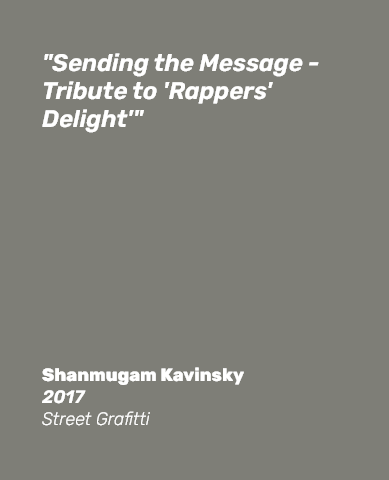 "Sending the Message -
Tribute to 'Rappers'
Delight'"
Shanmugam Kavinsky
2017
Street Grafitti